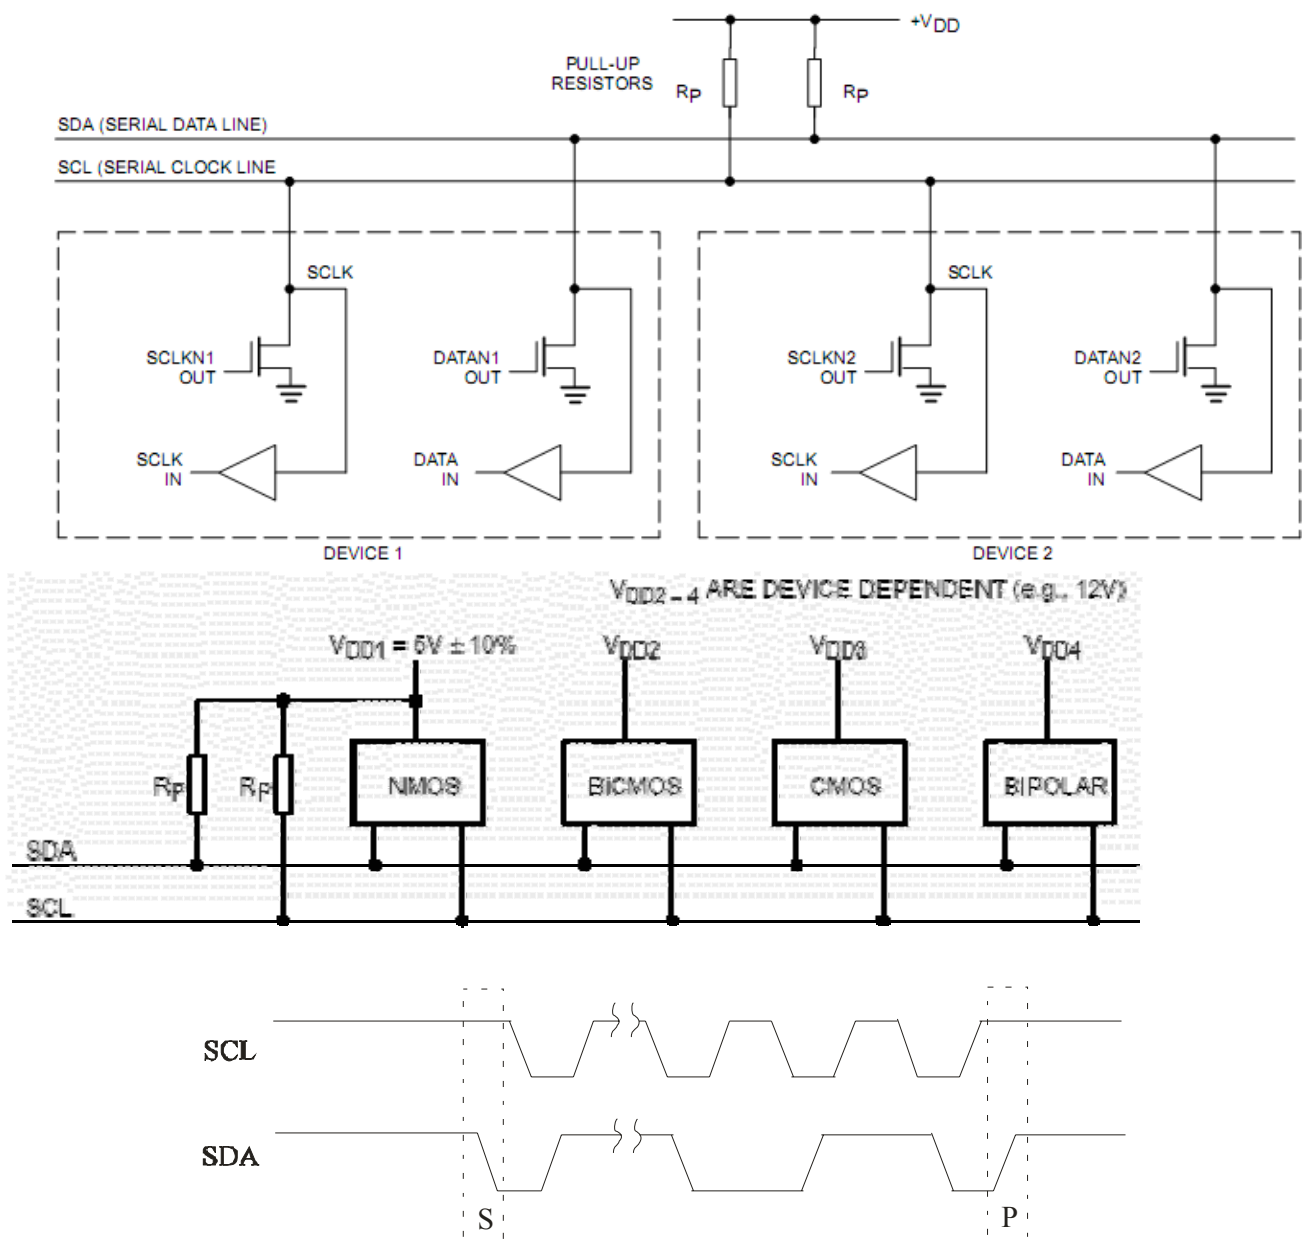 +VDD
PULL-UP
RESISTORS
RP
RP
SDA (SERIAL DATA LINE)
SCL (SERIAL CLOCK LINE
SCLK
SCLK
SCLKN1
OUT
DATAN1
OUT
SCLKN2
OUT
DATAN2
OUT
SCLK
IN
DATA
IN
SCLK
IN
DATA
IN
DEVICE 1
DEVICE 2
VDD2 – 4 ARE DEVICE DEPENDENT (e.g., 12V)
VDD1 = 5V ± 10%
VDD2
VDD3
VDD4
RP
RP
NMOS
BiCMOS
CMOS
BIPOLAR
SDA
SCL
SCL
SDA
S
P